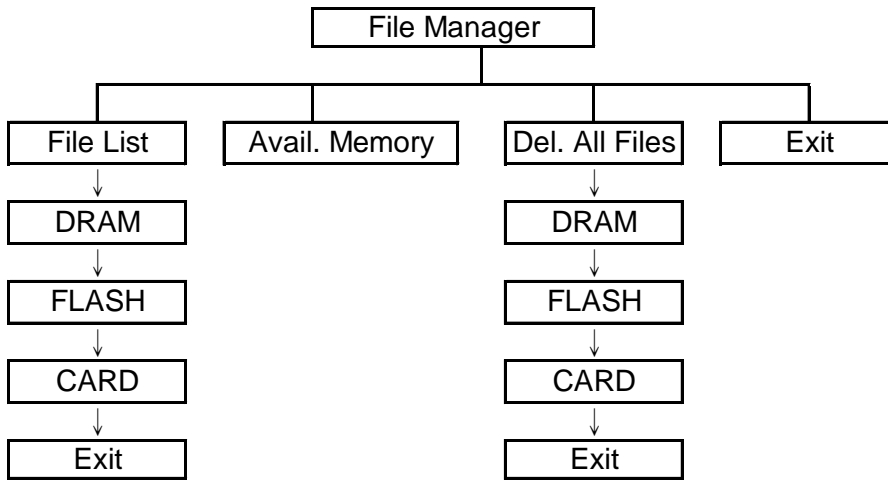 File Manager
File List
Avail. Memory
Del. All Files
Exit
DRAM
DRAM
FLASH
FLASH
CARD
CARD
Exit
Exit